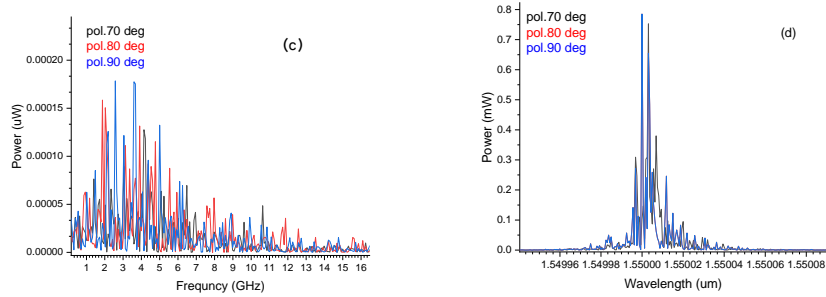 pol.70 deg
pol.80 deg
pol.90 deg
(c)
0.00020
0.00015
0.00010
0.00005
0.00000
Power (uW)
1 2 3 4 5 6 7 8 9 10 11 12 13 14 15 16
Frequncy (GHz)
pol.70 deg
pol.80 deg
pol.90 deg
(d)
0.8
0.7
0.6
0.5
0.4
0.3
0.2
0.1
0.0
Power (mW)
1.54996 1.54998 1.55000 1.55002 1.55004 1.55006 1.55008
Wavelength (um)